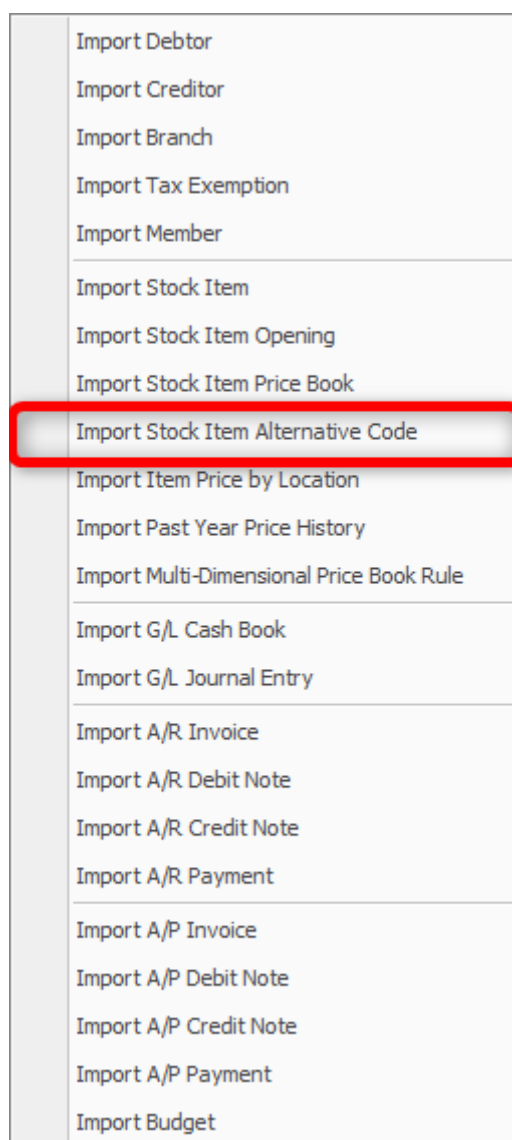 Import Debtor
Import Creditor
Import Branch
Import Tax Exemption
Import Member
Import Stock Item
Import Stock Item Opening
Import Stock Item Price Book
Import Stock Item Alternative Code
Import Item Price by Location
Import Past Year Price History
Import Multi-Dimensional Price Book Rule
Import G/L Cash Book
Import G/L Journal Entry
Import A/R Invoice
Import A/R Debit Note
Import A/R Credit Note
Import A/R Payment
Import A/P Invoice
Import A/P Debit Note
Import A/P Credit Note
Import A/P Payment
Import Budget